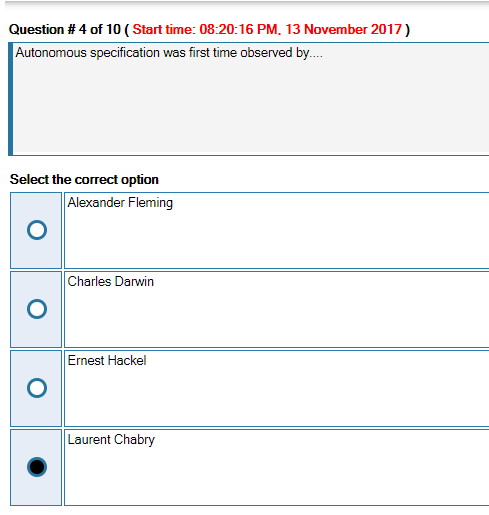 Question # 4 of 10 ( Start time: 08:20:16 PM, 13 November 2017 )
Autonomous specification was first time observed by....
Select the correct option
Alexander Fleming
Charles Darwin
Ernest Hackel
Laurent Chabry